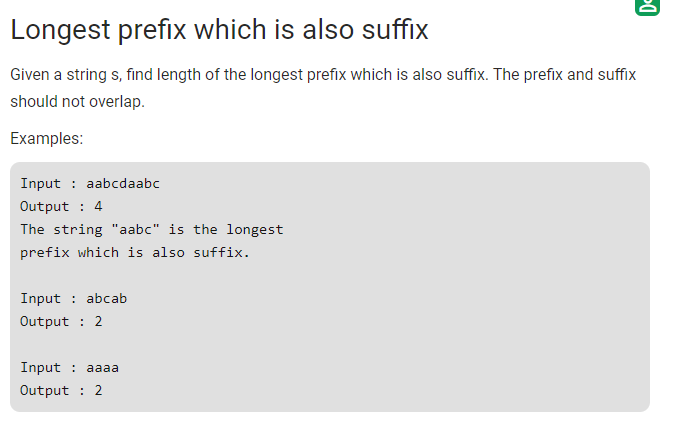 Longest prefix which is also suffix
Given a string s, find length of the longest prefix which is also suffix. The prefix and suffix
should not overlap.
Examples:
Input : aabcdaabc
Output : 4
The string "aabc" is the longest
prefix which is also suffix.
Input : abcab
Output : 2
Input : aaaa
Output : 2